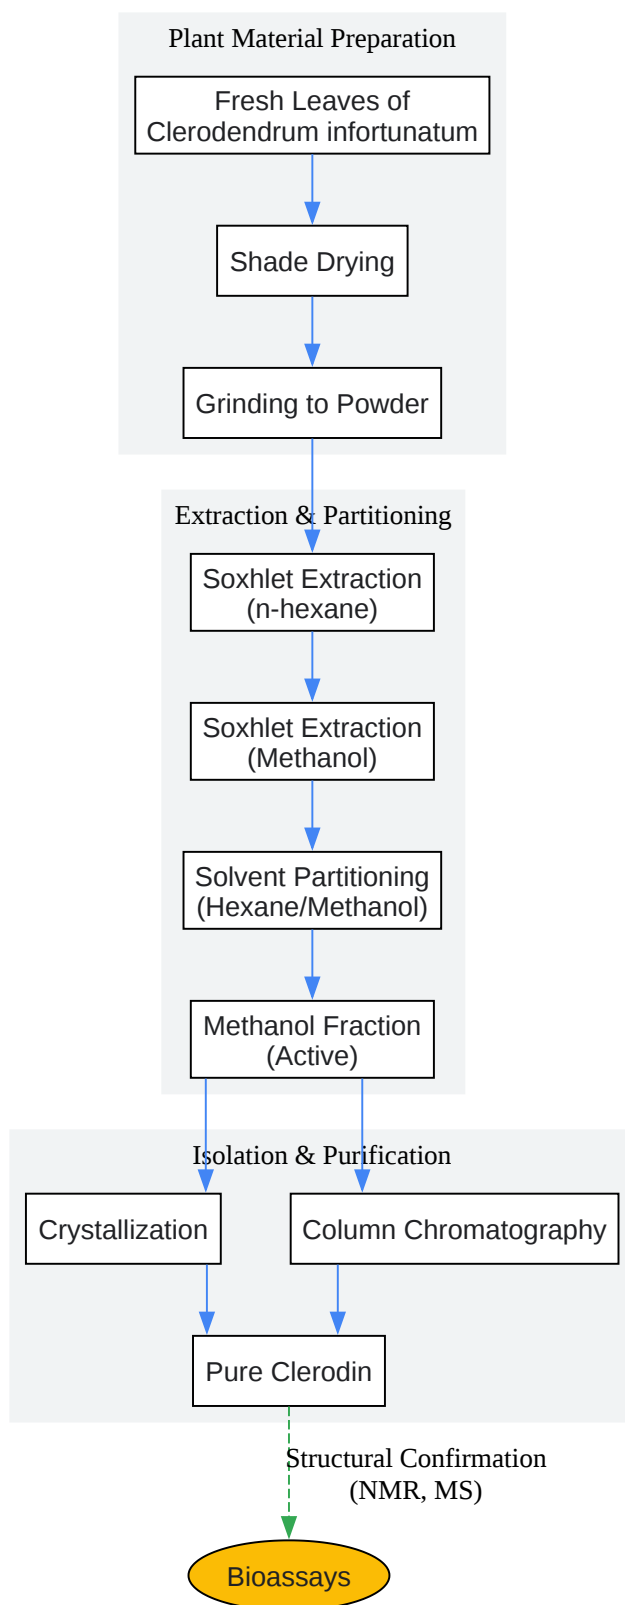 Plant Material Preparation
Fresh Leaves of
Clerodendrum infortunatum
Shade Drying
Grinding to Powder
Extraction & Partitioning
Soxhlet Extraction
(n-hexane)
Soxhlet Extraction
(Methanol)
Solvent Partitioning
(Hexane/Methanol)
Methanol Fraction
(Active)
Isolation & Purification
Crystallization
Column Chromatography
Pure Clerodin
Structural Confirmation
(NMR, MS)
Bioassays